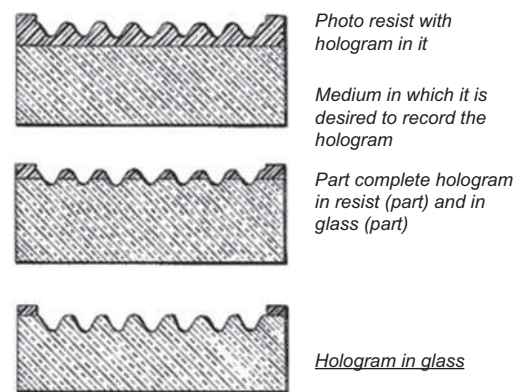 Photo resist with
hologram in it
Medium in which it is
desired to record the
hologram
Part complete hologram
in resist (part) and in
glass (part)
Hologram in glass